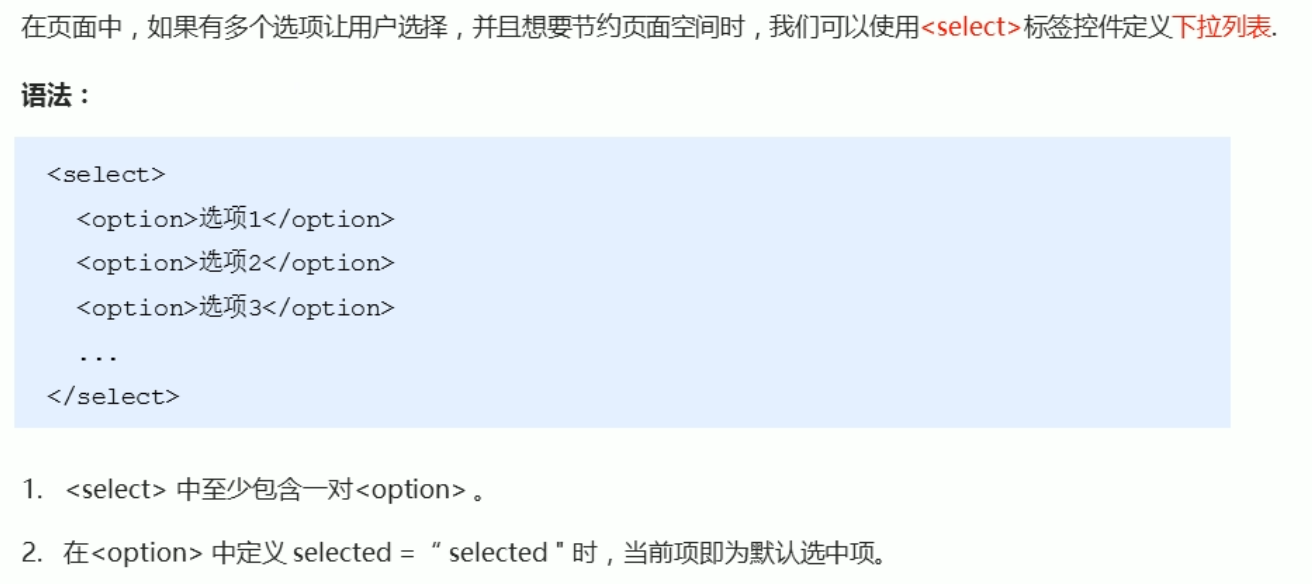 在页面中，如果有多个选项让用户选择，并且想要节约页面空间时，我们可以使用<select>标签控件定义下拉列表.
语法：
<select>
<option>选项1</option>
<option>选项2</option>
<option>选项3</option>
...
</select>
1. <select> 中至少包含一对<option> 。
2. 在<option> 中定义 selected = “ selected " 时，当前项即为默认选中项。